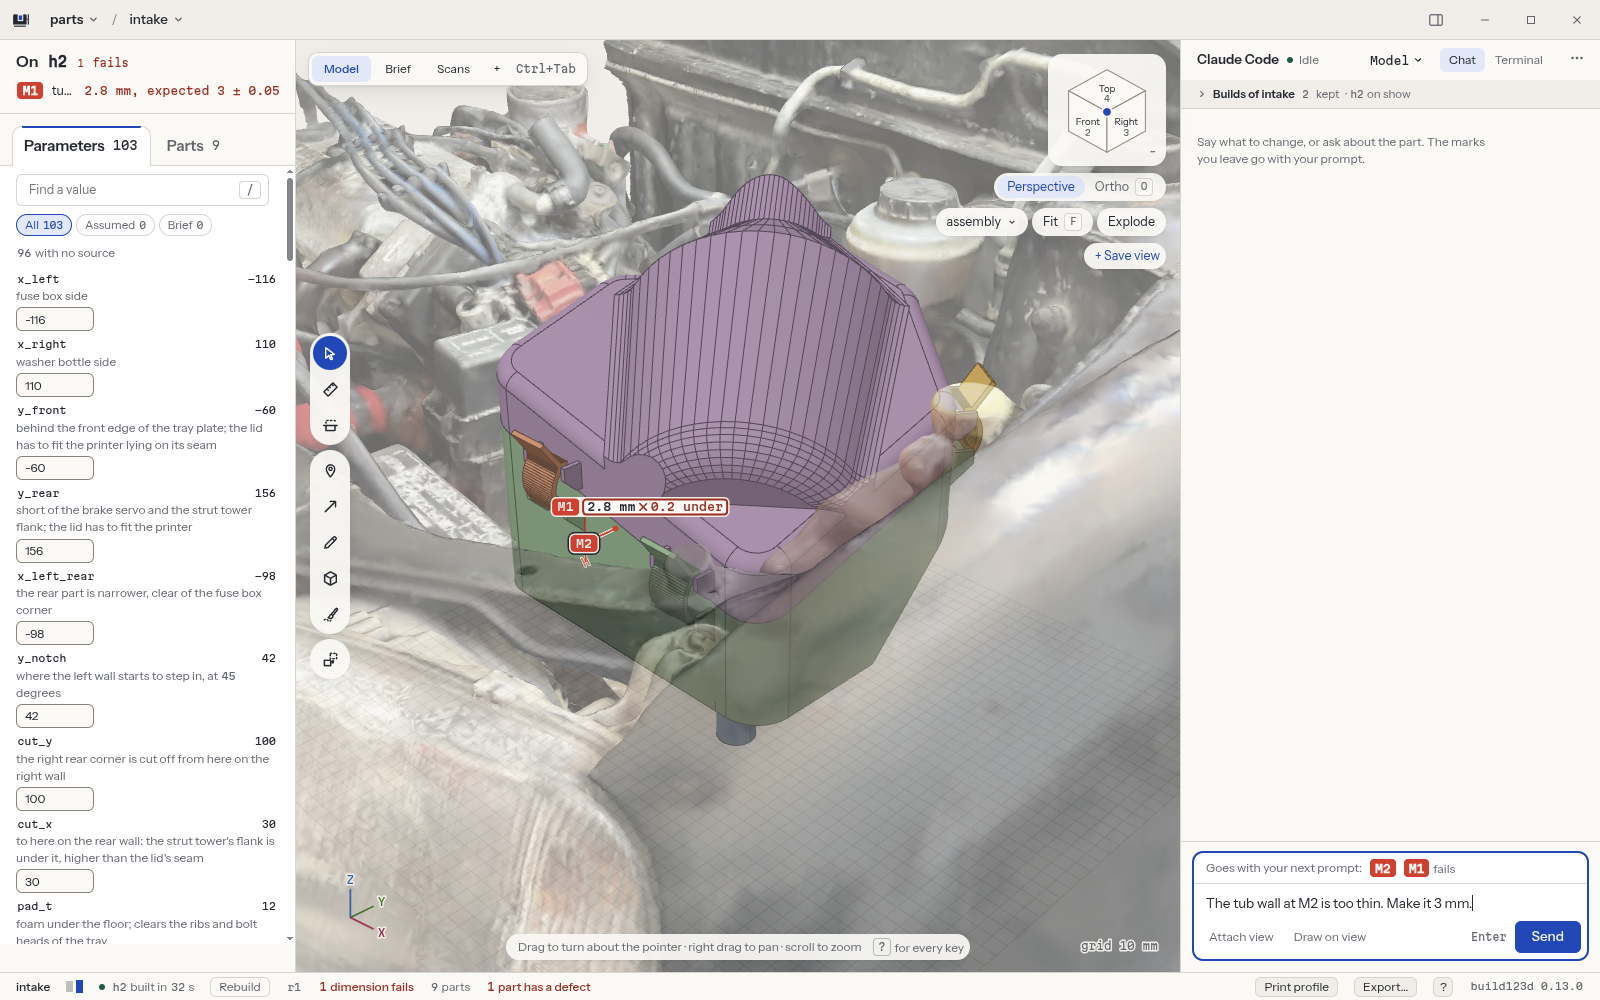 parts / intake
On h2 1 fails
M1 tu... 2.8 mm, expected 3 ± 0.05
Parameters 103 Parts 9
Find a value /
All 103 Assumed 0 Brief 0
96 with no source
x_left −116
fuse box side
-116
x_right 110
washer bottle side
110
y_front −60
behind the front edge of the tray plate; the lid
has to fit the printer lying on its seam
-60
y_rear 156
short of the brake servo and the strut tower
flank; the lid has to fit the printer
156
x_left_rear −98
the rear part is narrower, clear of the fuse box
corner
-98
y_notch 42
where the left wall starts to step in, at 45
degrees
42
cut_y 100
the right rear corner is cut off from here on the
right wall
100
cut_x 30
to here on the rear wall: the strut tower's flank is
under it, higher than the lid's seam
30
pad_t 12
foam under the floor; clears the ribs and bolt
heads of the tray
Model Brief Scans + Ctrl+Tab
Top
4
Front
2
Right
3
Perspective Ortho O
assembly Fit F Explode
+ Save view
M1 2.8 mm × 0.2 under
M2
Z
Y
X
Drag to turn about the pointer · right drag to pan · scroll to zoom ? for every key
grid 10 mm
Claude Code Idle Model Chat Terminal ...
Builds of intake 2 kept · h2 on show
Say what to change, or ask about the part. The marks
you leave go with your prompt.
Goes with your next prompt: M2 M1 fails
The tub wall at M2 is too thin. Make it 3 mm.
Attach view Draw on view Enter Send
intake h2 built in 32 s Rebuild r1 1 dimension fails 9 parts 1 part has a defect Print profile Export... ? build123d 0.13.0